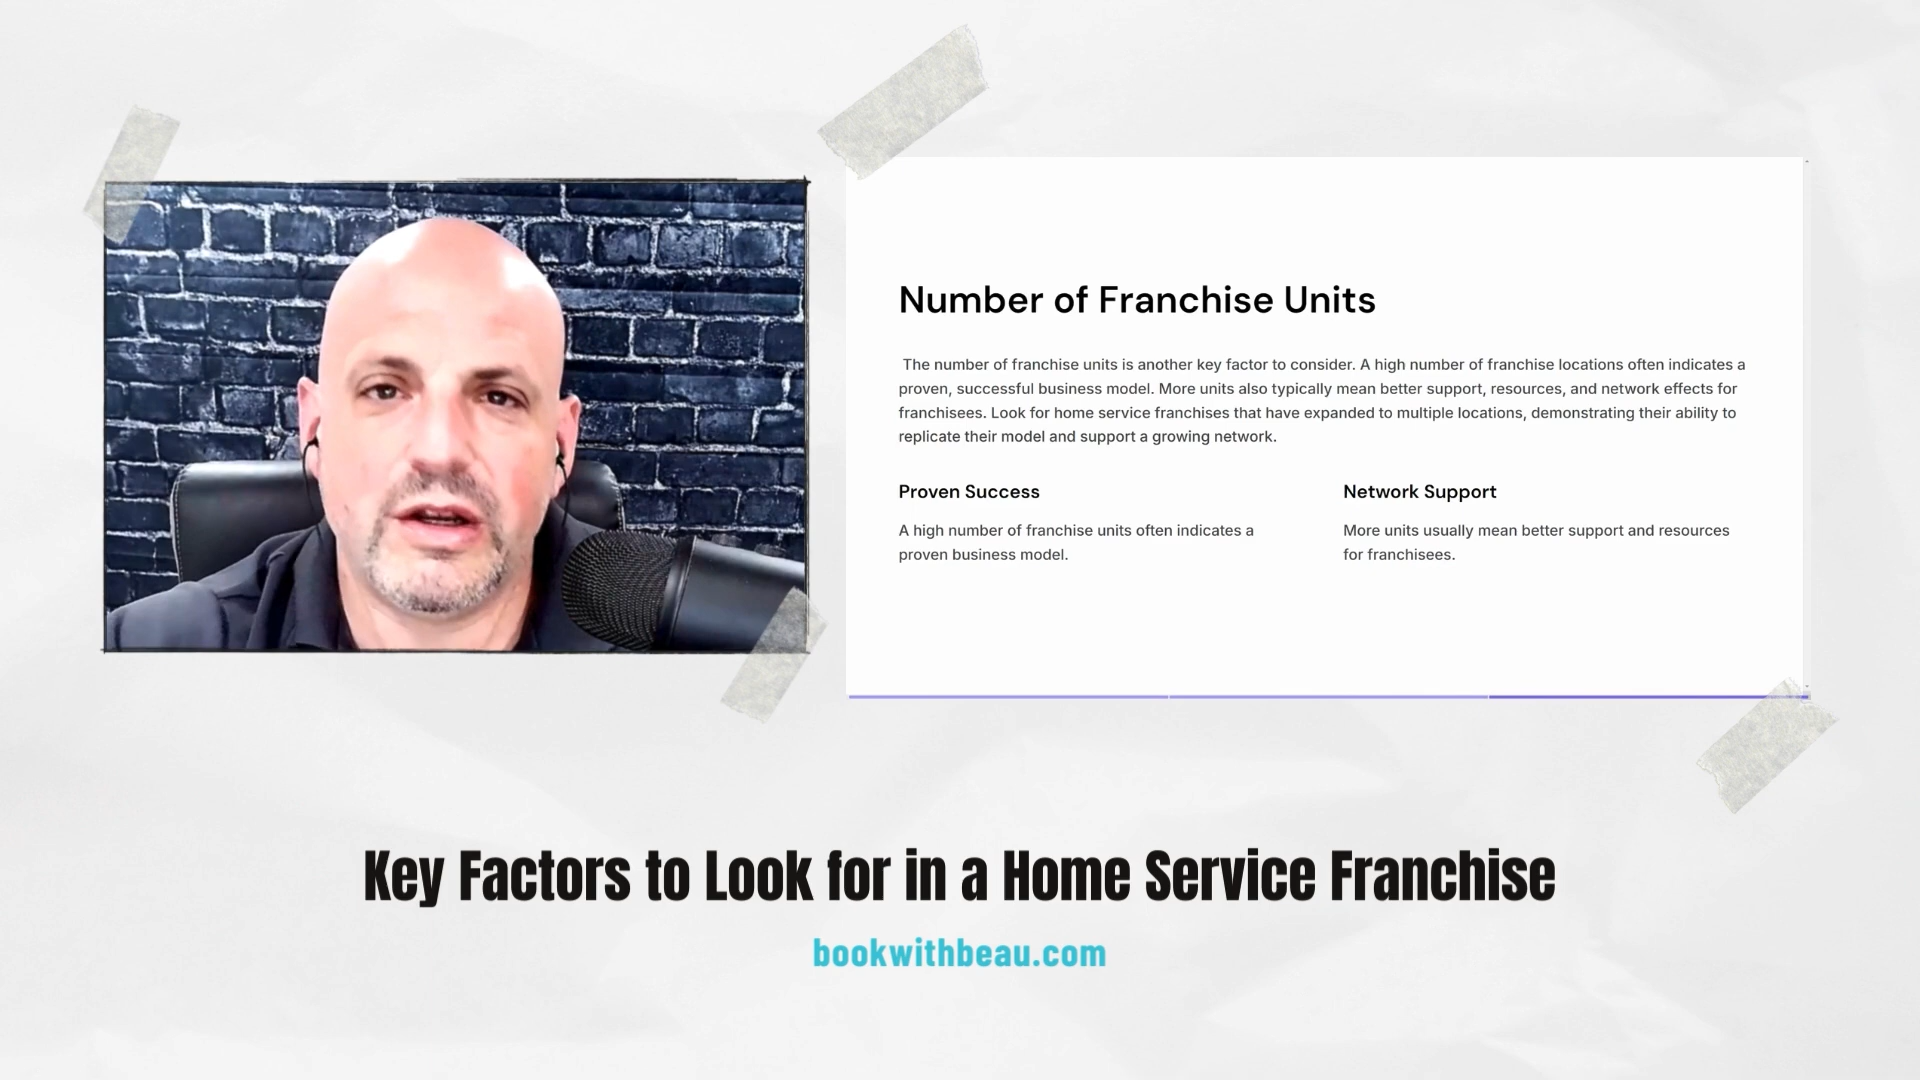 Number of Franchise Units
The number of franchise units is another key factor to consider. A high number of franchise locations often indicates a
proven, successful business model. More units also typically mean better support, resources, and network effects for
franchisees. Look for home service franchises that have expanded to multiple locations, demonstrating their ability to
replicate their model and support a growing network.
Proven Success
A high number of franchise units often indicates a
proven business model.
Network Support
More units usually mean better support and resources
for franchisees.
Key Factors to Look for in a Home Service Franchise
bookwithbeau.com